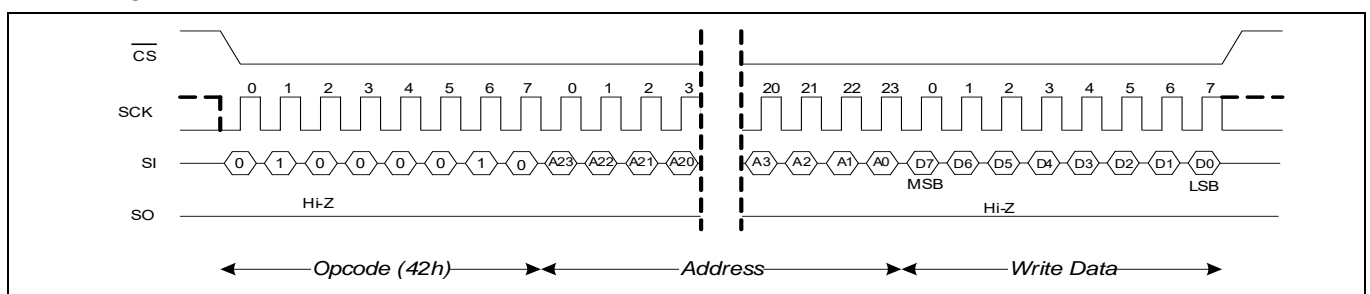 CS
0 1 2 3 4 5 6 7 0 1 2 3 20 21 22 23 0 1 2 3 4 5 6 7
SCK
SI 0 1 0 0 0 0 1 0 A23 A22 A21 A20 A3 A2 A1 A0 D7 D6 D5 D4 D3 D2 D1 D0
MSB LSB
Hi-Z Hi-Z
SO
Opcode (42h) Address Write Data